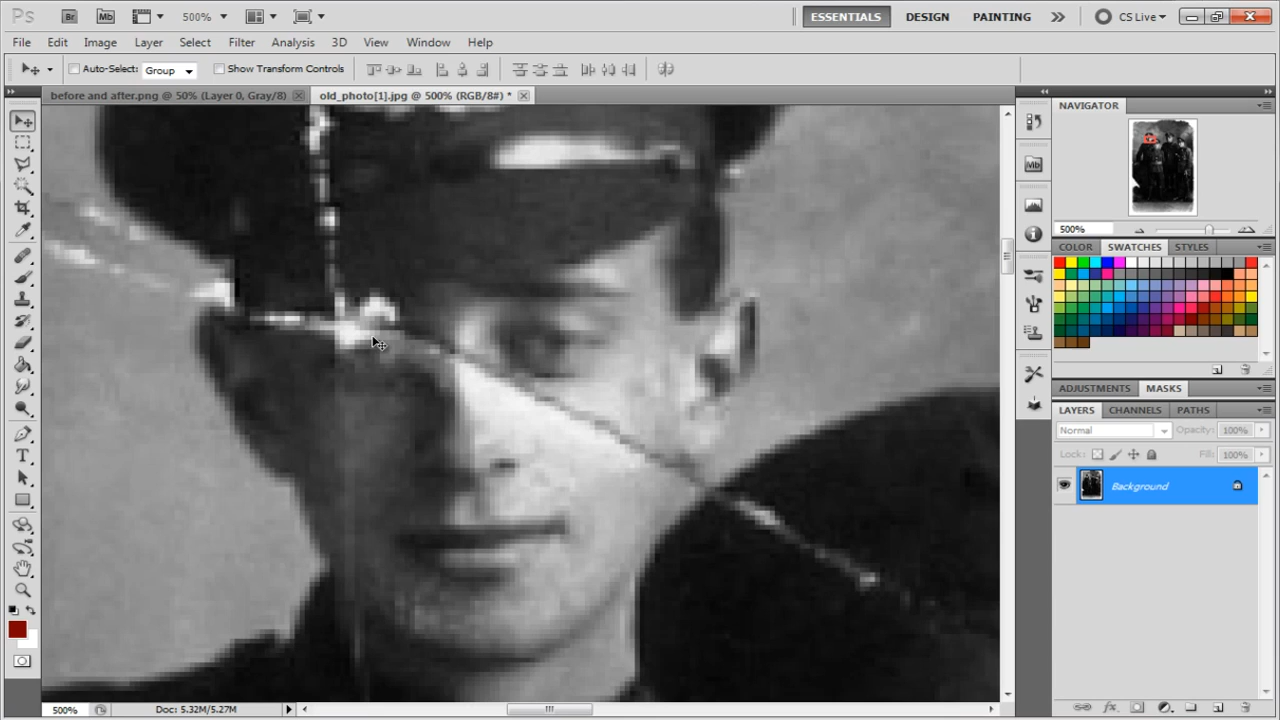 Ps Br Mb 500% ESSENTIALS DESIGN PAINTING CS Live
File Edit Image Layer Select Filter Analysis 3D View Window Help
Auto-Select: Group Show Transform Controls
before and after.png @ 50% (Layer 0, Gray/8) old_photo[1].jpg @ 500% (RGB/8#) *
NAVIGATOR
Mb
500%
COLOR SWATCHES STYLES
ADJUSTMENTS MASKS
LAYERS CHANNELS PATHS
Normal Opacity: 100%
Lock: Fill: 100%
Background
500% Doc: 5.32M/5.27M